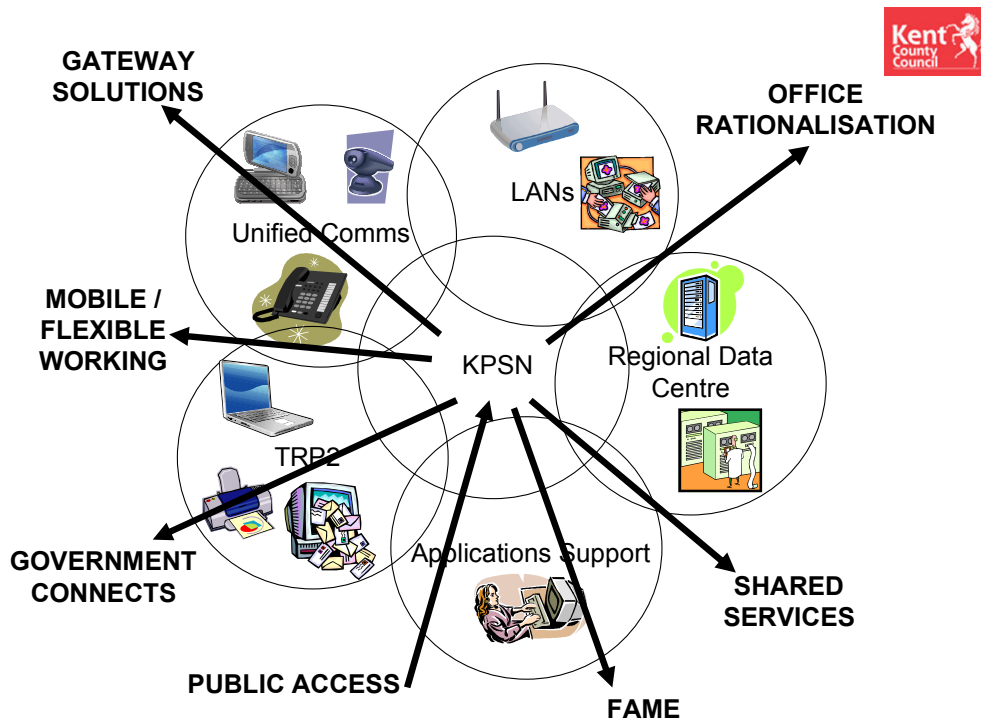 Kent
County
Council
GATEWAY
SOLUTIONS
OFFICE
RATIONALISATION
LANs
Unified Comms
MOBILE /
FLEXIBLE
WORKING
KPSN
Regional Data
Centre
TRP2
Applications Support
GOVERNMENT
CONNECTS
SHARED
SERVICES
PUBLIC ACCESS
FAME